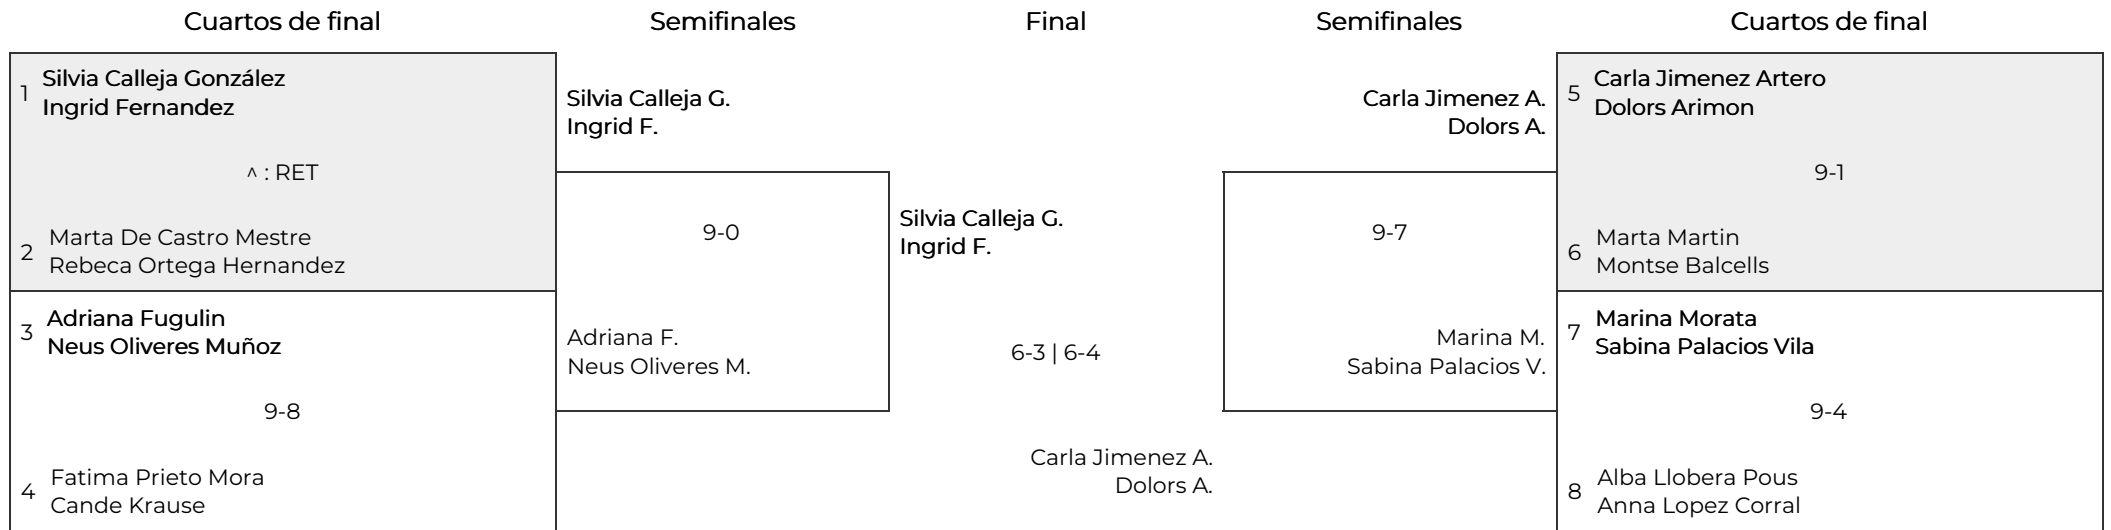 Cuartos de final
Semifinales
Final
Semifinales
Cuartos de final
1
Silvia Calleja González
Ingrid Fernandez
^ : RET
2
Marta De Castro Mestre
Rebeca Ortega Hernandez
3
Adriana Fugulin
Neus Oliveres Muñoz
9-8
4
Fatima Prieto Mora
Cande Krause
Silvia Calleja G.
Ingrid F.
9-0
Adriana F.
Neus Oliveres M.
Silvia Calleja G.
Ingrid F.
6-3 | 6-4
Carla Jimenez A.
Dolors A.
Carla Jimenez A.
Dolors A.
9-7
Marina M.
Sabina Palacios V.
5
Carla Jimenez Artero
Dolors Arimon
9-1
6
Marta Martin
Montse Balcells
7
Marina Morata
Sabina Palacios Vila
9-4
8
Alba Llobera Pous
Anna Lopez Corral